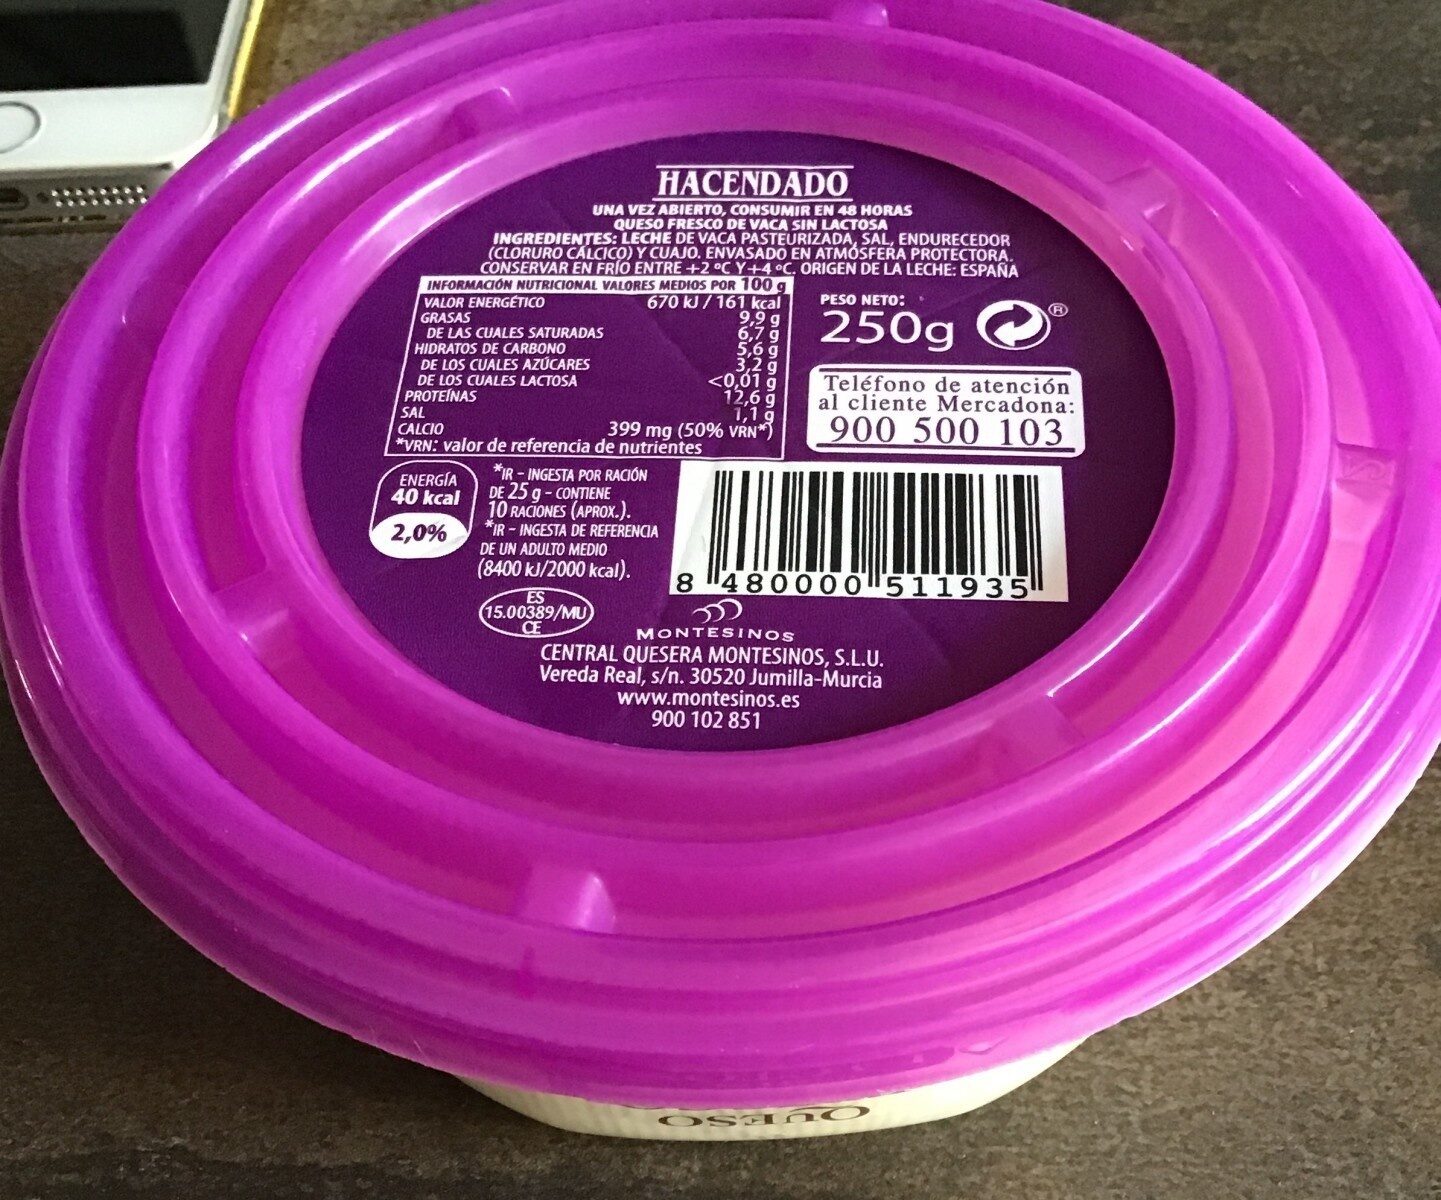 HACENDADO
UNA VEZ ABIERTO, CONSUMIR EN 48 HORAS
QUESO FRESCO DE VACA SIN LACTOSA
INGREDIENTES: LECHE DE VACA PASTEURIZADA, SAL, ENDURECEDOR
(CLORURO CÁLCICO) Y CUAJO. ENVASADO EN ATMÓSFERA PROTECTORA.
CONSERVAR EN FRÍO ENTRE +2 ºC Y +4 ºC. ORIGEN DE LA LECHE: ESPAÑA
INFORMACIÓN NUTRICIONAL VALORES MEDIOS POR 100 g
VALOR ENERGÉTICO 670 kJ / 161 kcal
GRASAS 9,9 g
DE LAS CUALES SATURADAS 6,7 g
HIDRATOS DE CARBONO 5,6 g
DE LOS CUALES AZÚCARES 3,2 g
DE LOS CUALES LACTOSA <0,01 g
PROTEÍNAS 12,6 g
SAL 1,1 g
CALCIO 399 mg (50% VRN*)
*VRN: valor de referencia de nutrientes
PESO NETO:
250g ®
Teléfono de atención
al cliente Mercadona:
900 500 103
ENERGÍA
40 kcal
2,0%
*IR – INGESTA POR RACIÓN
DE 25 g – CONTIENE
10 RACIONES (APROX.).
*IR – INGESTA DE REFERENCIA
DE UN ADULTO MEDIO
(8400 kJ/2000 kcal).
8 480000 511935
ES
15.00389/MU
CE
MONTESINOS
CENTRAL QUESERA MONTESINOS, S.L.U.
Vereda Real, s/n. 30520 Jumilla-Murcia
www.montesinos.es
900 102 851
QUESO